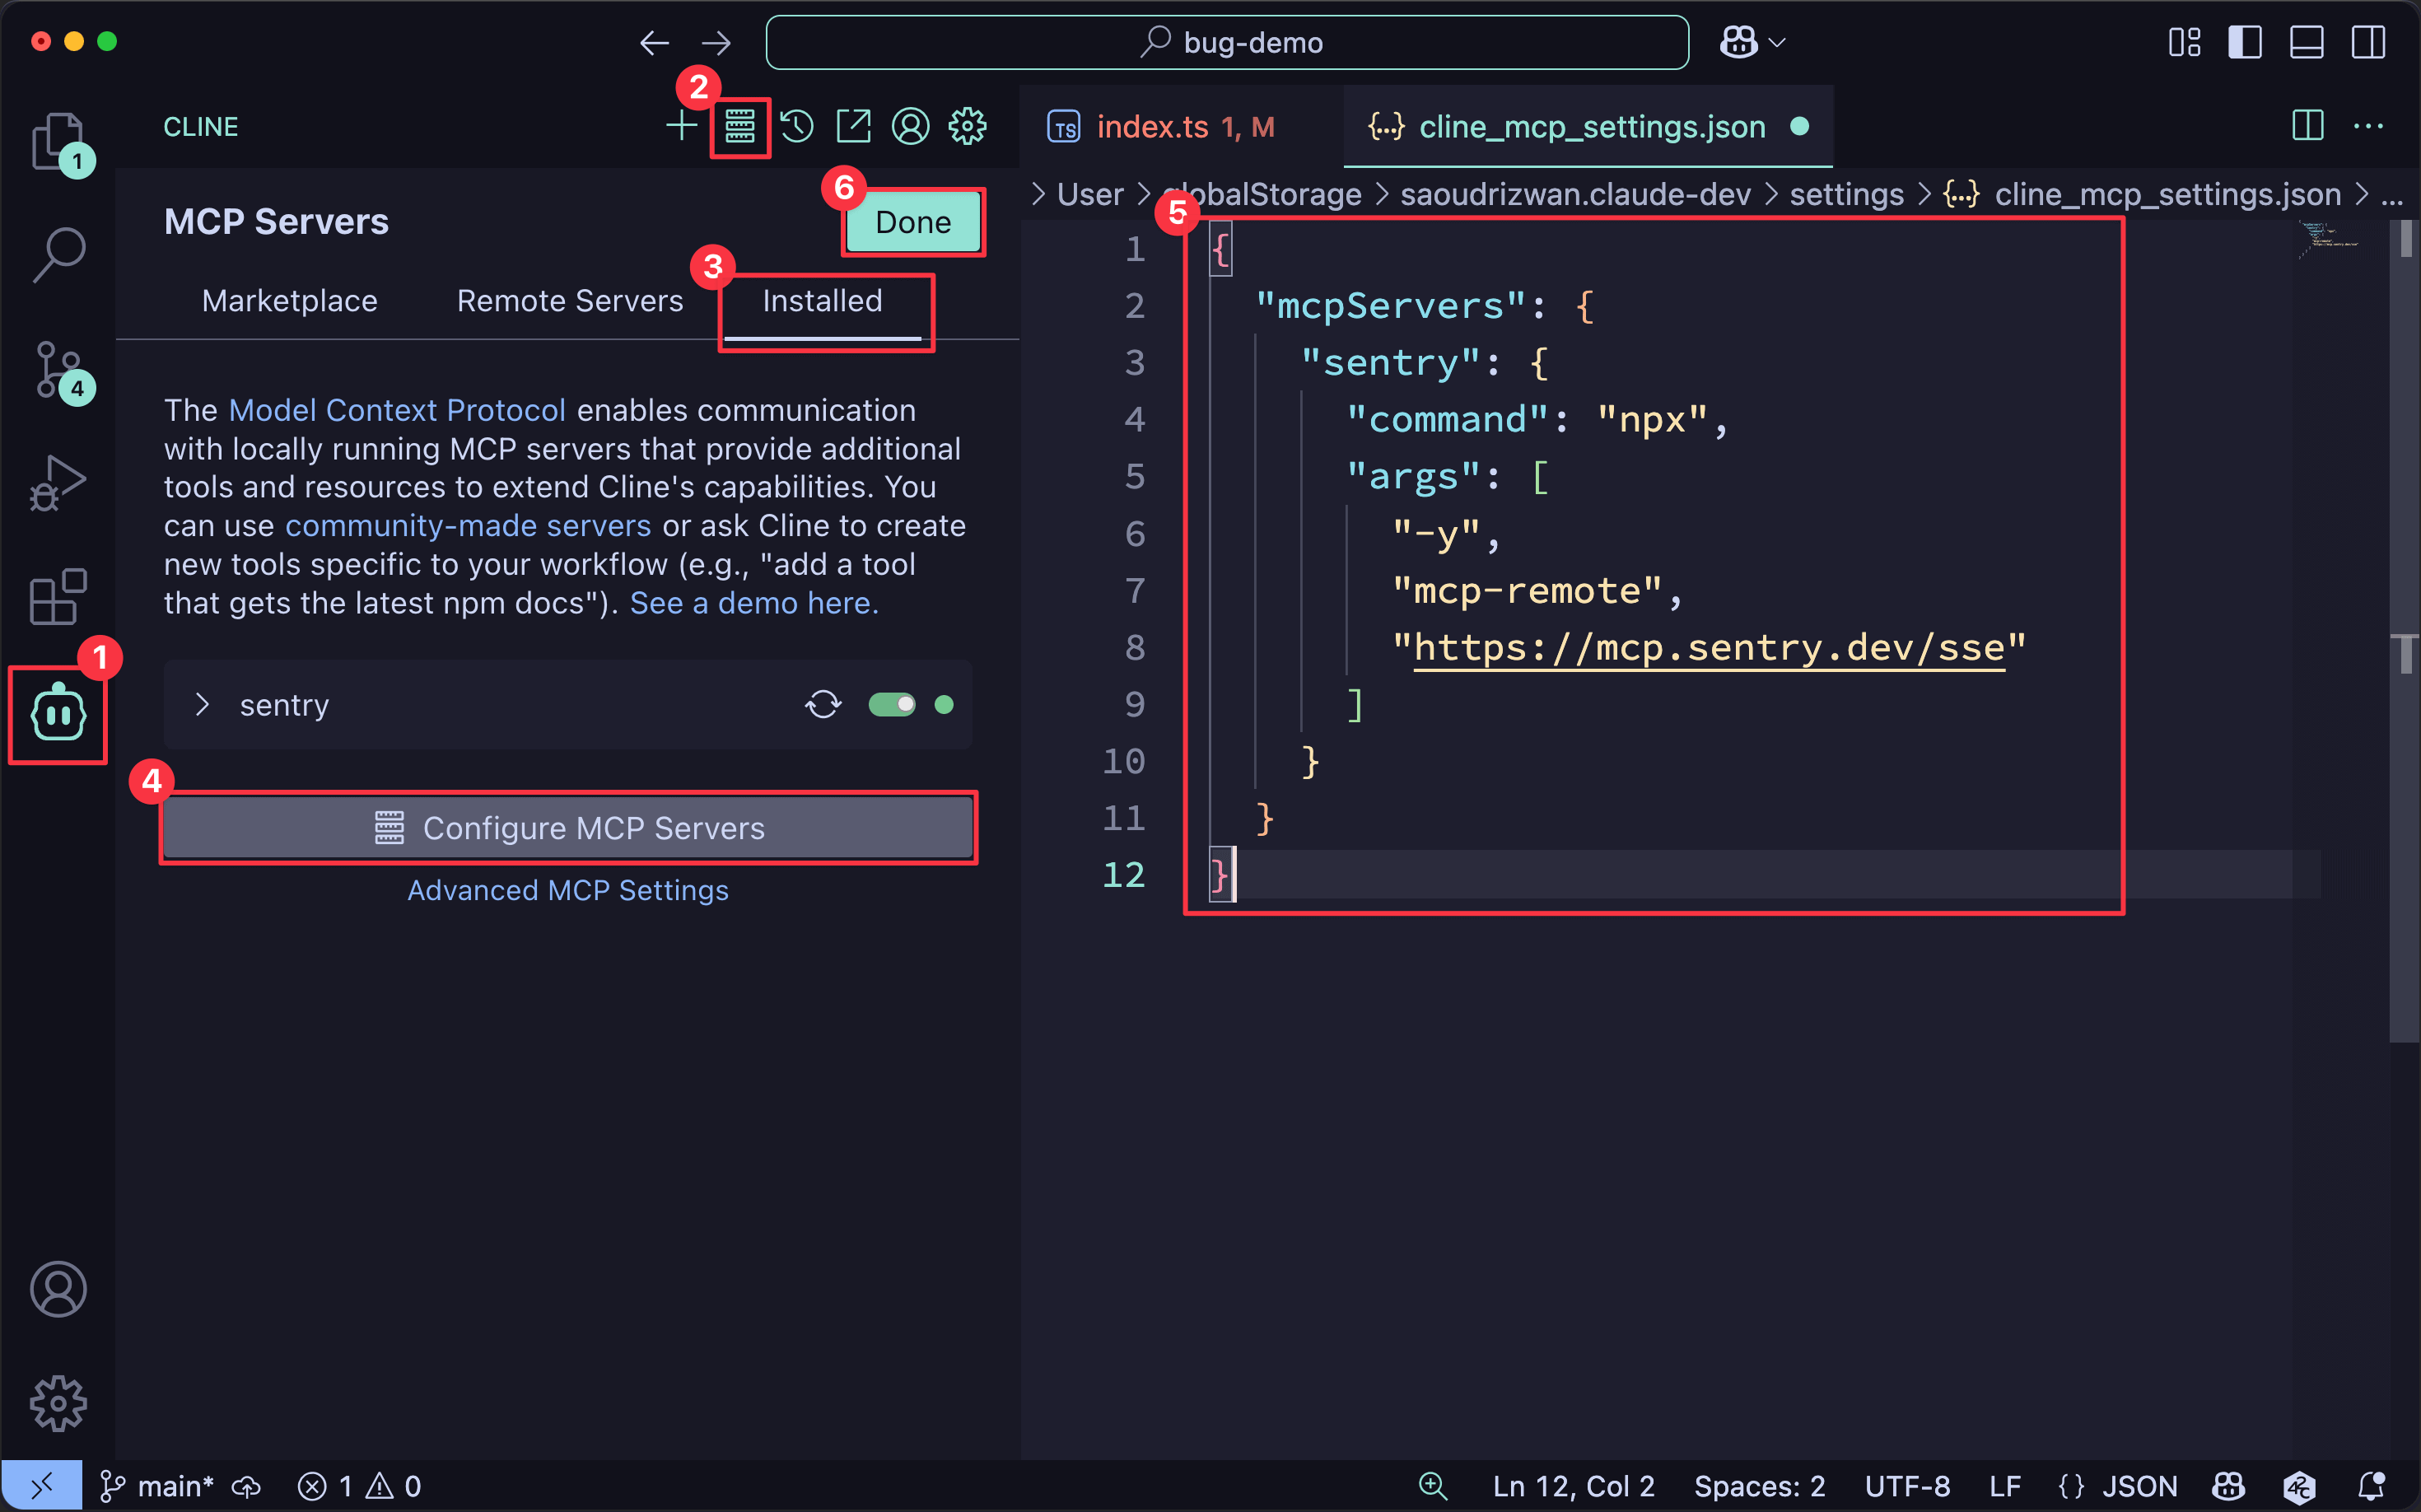 bug-demo
1
CLINE
2
MCP Servers
6
Done
3
Marketplace
Remote Servers
Installed
The Model Context Protocol enables communication
with locally running MCP servers that provide additional
tools and resources to extend Cline's capabilities. You
can use community-made servers or ask Cline to create
new tools specific to your workflow (e.g., "add a tool
that gets the latest npm docs"). See a demo here.
4
1
sentry
4
Configure MCP Servers
Advanced MCP Settings
TS index.ts 1, M
{...} cline_mcp_settings.json
> User > globalStorage > saoudrizwan.claude-dev > settings > {...} cline_mcp_settings.json > ...
5
1 {
2 "mcpServers": {
3 "sentry": {
4 "command": "npx",
5 "args": [
6 "-y",
7 "mcp-remote",
8 "https://mcp.sentry.dev/sse"
9 ]
10 }
11 }
12 }
main* 1 0
Ln 12, Col 2 Spaces: 2 UTF-8 LF {} JSON